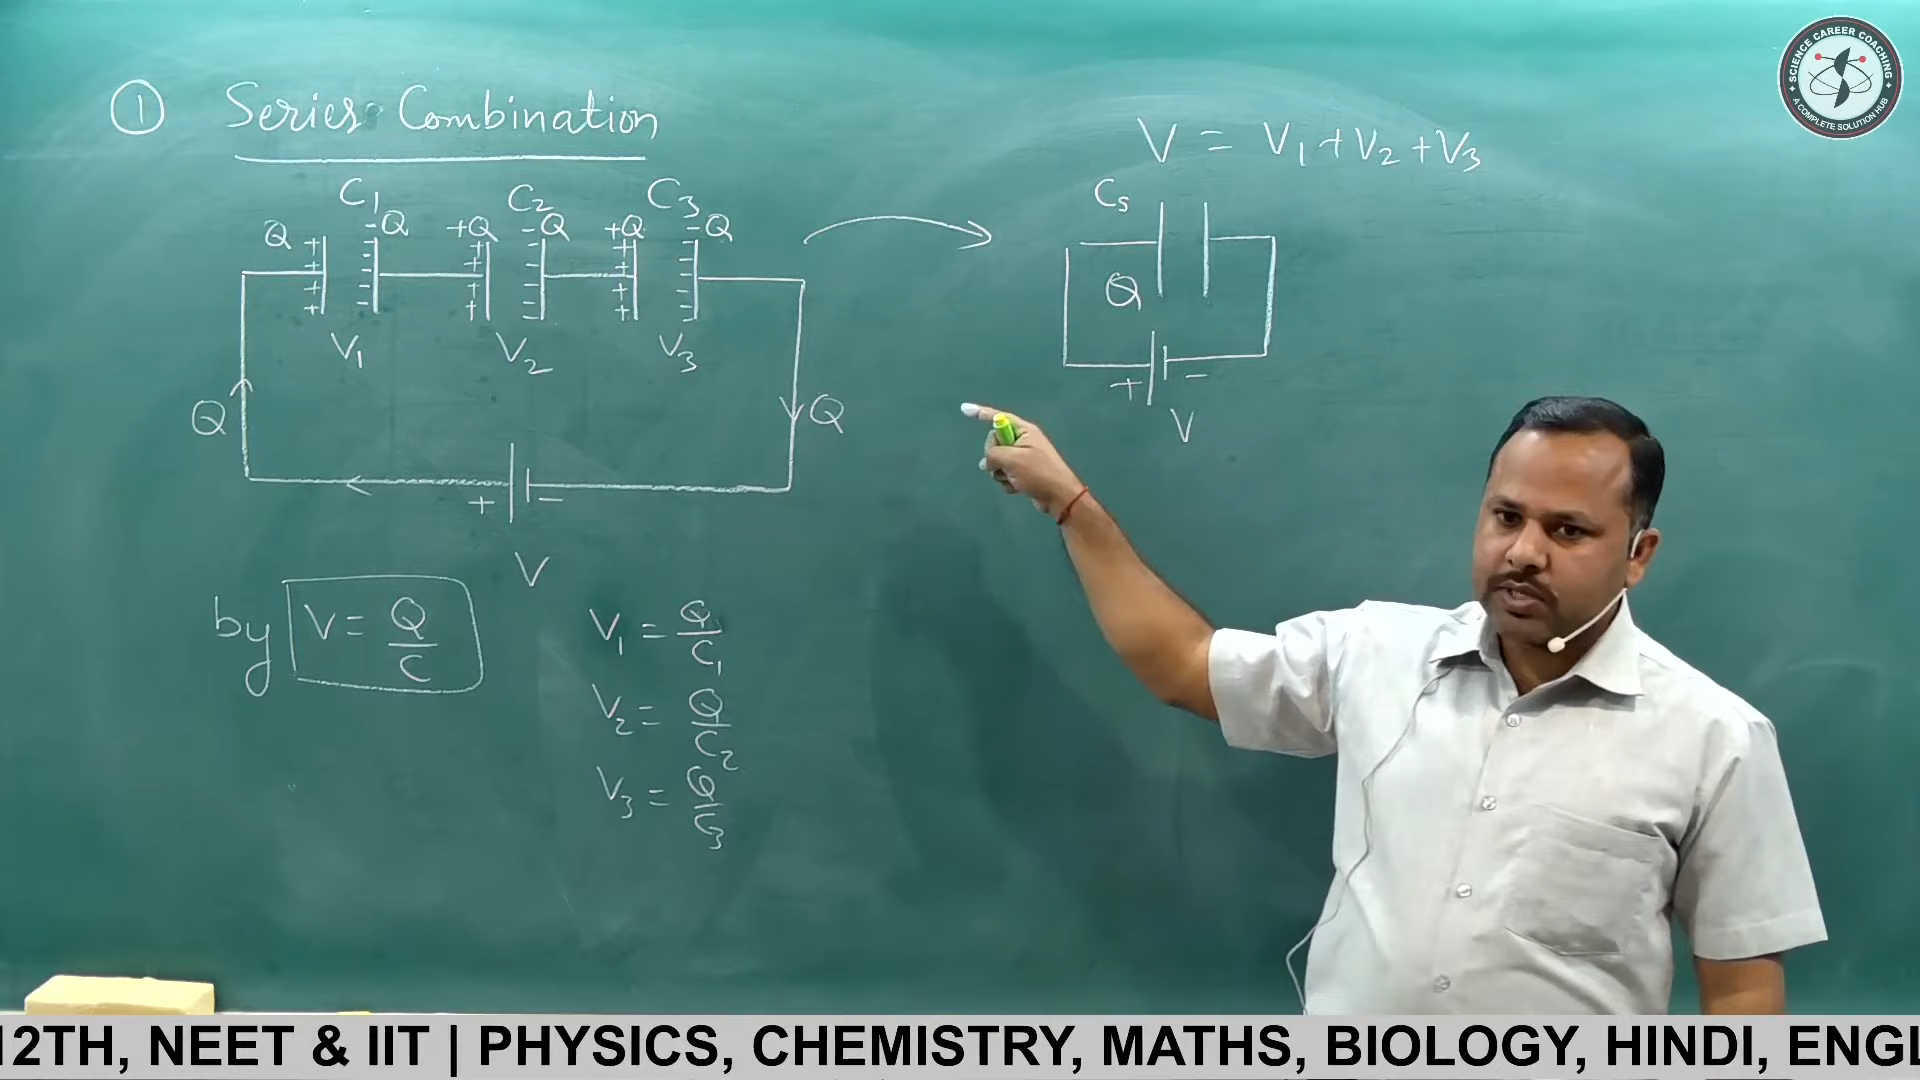 ① Series Combination
C₁ C₂ C₃
Q -Q +Q -Q +Q -Q
V₁ V₂ V₃
Q Q
+ -
V
by V = Q/C
V₁ = Q/C₁
V₂ = Q/C₂
V₃ = Q/C₃
V = V₁ + V₂ + V₃
Cₛ
Q
+ -
V
SCIENCE CAREER COACHING
A COMPLETE SOLUTION HUB
12TH, NEET & IIT | PHYSICS, CHEMISTRY, MATHS, BIOLOGY, HINDI, ENGL